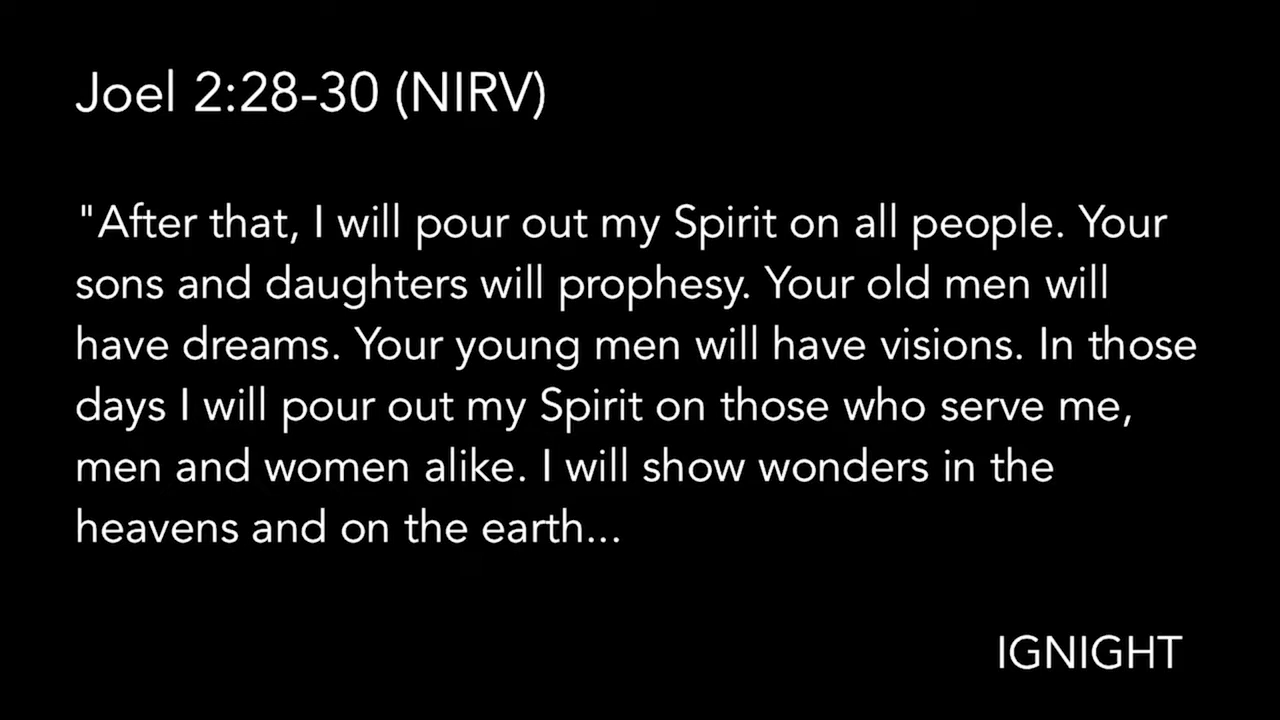 Joel 2:28-30 (NIRV)
"After that, I will pour out my Spirit on all people. Your
sons and daughters will prophesy. Your old men will
have dreams. Your young men will have visions. In those
days I will pour out my Spirit on those who serve me,
men and women alike. I will show wonders in the
heavens and on the earth...
IGNIGHT